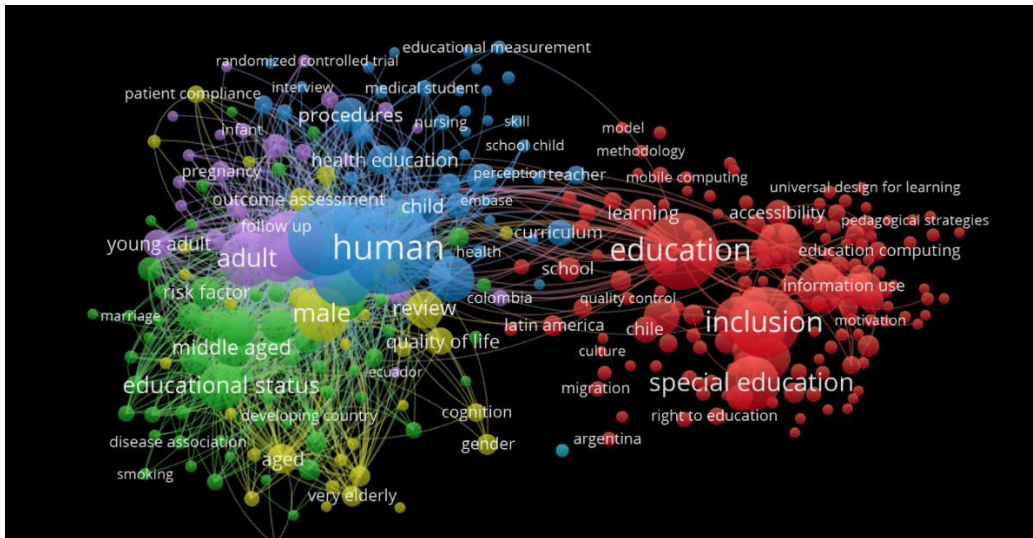 educational measurement
randomized controlled trial
interview
medical student
patient compliance
procedures
infant
nursing
skill
model
school child
methodology
health education
pregnancy
perception
teacher
mobile computing
universal design for learning
outcome assessment
child
embase
learning
accessibility
pedagogical strategies
follow up
curriculum
young adult
adult
human
health
education
education computing
school
risk factor
colombia
quality control
information use
marriage
male
review
latin america
chile
inclusion
motivation
middle aged
quality of life
culture
ecuador
educational status
migration
special education
developing country
cognition
right to education
disease association
gender
argentina
aged
smoking
very elderly